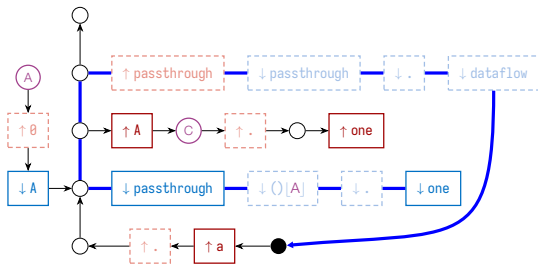 ↑passthrough ↓passthrough ↓. ↓dataflow
A
↑0 ↑A C ↑. ↑one
↓A ↓passthrough ↓()[A] ↓. ↓one
↑. ↑a